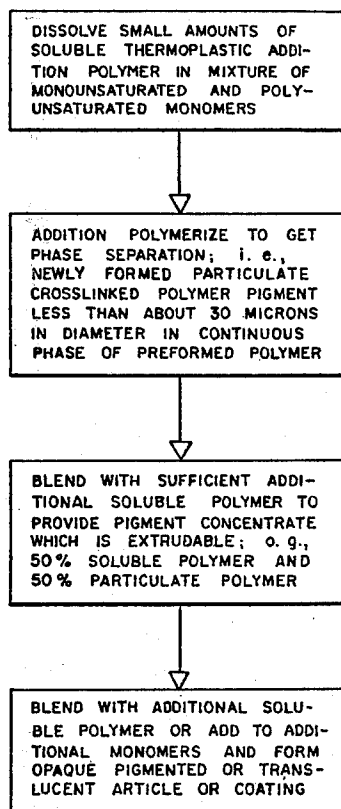 DISSOLVE SMALL AMOUNTS OF
SOLUBLE THERMOPLASTIC ADDI-
TION POLYMER IN MIXTURE OF
MONOUNSATURATED AND POLY-
UNSATURATED MONOMERS
ADDITION POLYMERIZE TO GET
PHASE SEPARATION; i. e.,
NEWLY FORMED PARTICULATE
CROSSLINKED POLYMER PIGMENT
LESS THAN ABOUT 30 MICRONS
IN DIAMETER IN CONTINUOUS
PHASE OF PREFORMED POLYMER
BLEND WITH SUFFICIENT ADDI-
TIONAL SOLUBLE POLYMER TO
PROVIDE PIGMENT CONCENTRATE
WHICH IS EXTRUDABLE; o. g.,
50% SOLUBLE POLYMER AND
50% PARTICULATE POLYMER
BLEND WITH ADDITIONAL SOLU-
BLE POLYMER OR ADD TO ADDI-
TIONAL MONOMERS AND FORM
OPAQUE PIGMENTED OR TRANS-
LUCENT ARTICLE OR COATING